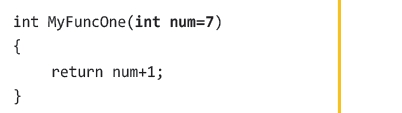 int MyFuncOne(int num=7)
{
return num+1;
}